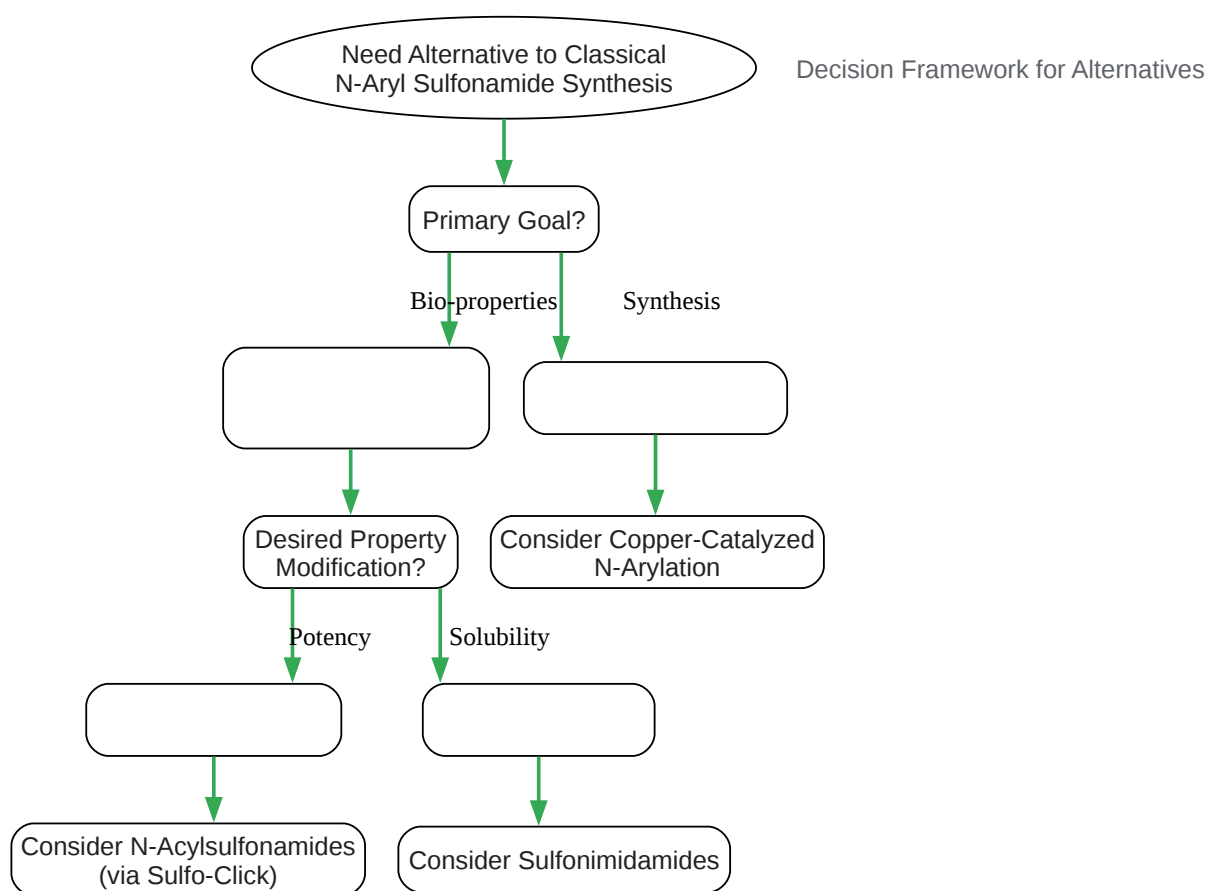 Need Alternative to Classical
N-Aryl Sulfonamide Synthesis
Decision Framework for Alternatives
Primary Goal?
Bio-properties
Synthesis
Desired Property
Modification?
Consider Copper-Catalyzed
N-Arylation
Potency
Solubility
Consider N-Acylsulfonamides
(via Sulfo-Click)
Consider Sulfonimidamides